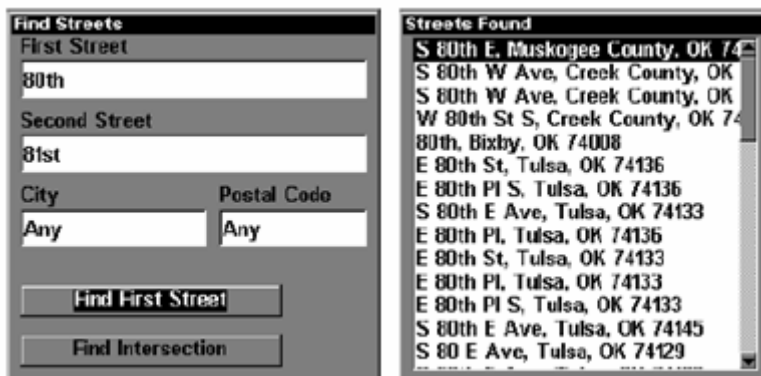 Find Streets
First Street
80th
Second Street
81st
City
Postal Code
Any
Any
Find First Street
Find Intersection
Streets Found
S 80th E, Muskogee County, OK 74
S 80th W Ave, Creek County, OK
S 80th W Ave, Creek County, OK
W 80th St S, Creek County, OK 74
80th, Bixby, OK 74008
E 80th St, Tulsa, OK 74136
E 80th Pl S, Tulsa, OK 74136
S 80th E Ave, Tulsa, OK 74133
E 80th Pl, Tulsa, OK 74136
E 80th St, Tulsa, OK 74133
E 80th Pl, Tulsa, OK 74133
E 80th Pl S, Tulsa, OK 74133
S 80th E Ave, Tulsa, OK 74145
S 80 E Ave, Tulsa, OK 74129